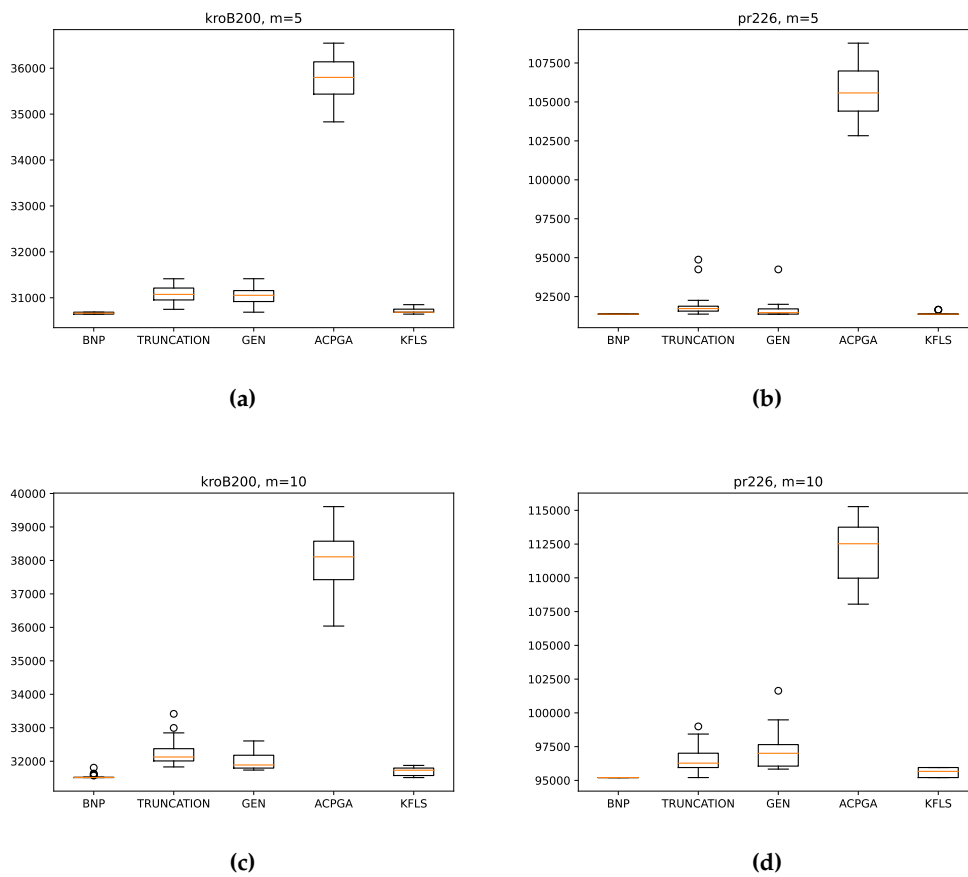 kroB200, m=5
36000
35000
34000
33000
32000
31000
BNP TRUNCATION GEN ACPGA KFLS
(a)
pr226, m=5
107500
105000
102500
100000
97500
95000
92500
BNP TRUNCATION GEN ACPGA KFLS
(b)
kroB200, m=10
40000
39000
38000
37000
36000
35000
34000
33000
32000
BNP TRUNCATION GEN ACPGA KFLS
(c)
pr226, m=10
115000
112500
110000
107500
105000
102500
100000
97500
95000
BNP TRUNCATION GEN ACPGA KFLS
(d)